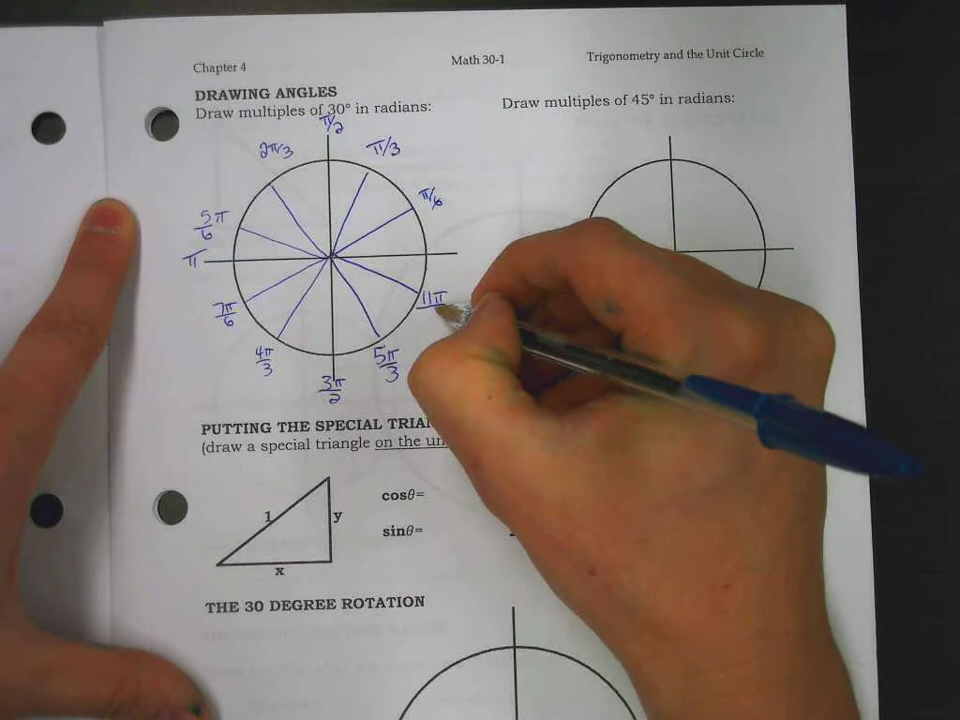 Chapter 4 Math 30-1 Trigonometry and the Unit Circle
DRAWING ANGLES
Draw multiples of 30° in radians:
Draw multiples of 45° in radians:
π/2
2π/3
π/3
π/6
5π/6
π
7π/6
4π/3
3π/2
5π/3
11π
PUTTING THE SPECIAL
(draw a special triangle on the
1
y
x
cosθ=
sinθ=
THE 30 DEGREE ROTATION